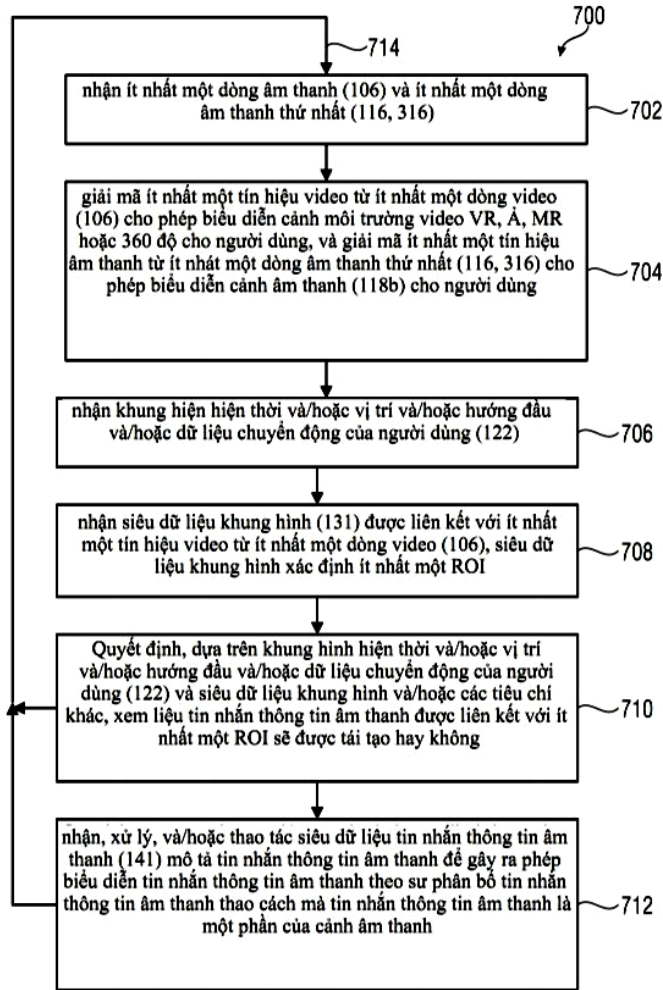 700
714
nhận ít nhất một dòng âm thanh (106) và ít nhất một dòng
âm thanh thứ nhất (116, 316)
702
giải mã ít nhất một tín hiệu video từ ít nhất một dòng video
(106) cho phép biểu diễn cảnh môi trường video VR, Ả, MR
hoặc 360 độ cho người dùng, và giải mã ít nhất một tín hiệu
âm thanh từ ít nhát một dòng âm thanh thứ nhất (116, 316) cho
phép biểu diễn cảnh âm thanh (118b) cho người dùng
704
nhận khung hiện hiện thời và/hoặc vị trí và/hoặc hướng đầu
và/hoặc dữ liệu chuyển động của người dùng (122)
706
nhận siêu dữ liệu khung hình (131) được liên kết với ít nhất
một tín hiệu video từ ít nhất một dòng video (106), siêu dữ
liệu khung hình xác định ít nhất một ROI
708
Quyết định, dựa trên khung hình hiện thời và/hoặc vị trí
và/hoặc hướng đầu và/hoặc dữ liệu chuyển động của người
dùng (122) và siêu dữ liệu khung hình và/hoặc các tiêu chí
khác, xem liệu tin nhắn thông tin âm thanh được liên kết với ít
nhất một ROI sẽ được tái tạo hay không
710
nhận, xử lý, và/hoặc thao tác siêu dữ liệu tin nhắn thông tin âm
thanh (141) mô tả tin nhắn thông tin âm thanh để gây ra phép
biểu diễn tin nhắn thông tin âm thanh theo sư phân bố tin nhắn
thông tin âm thanh thao cách mà tin nhắn thông tin âm thanh là
một phần của cảnh âm thanh
712